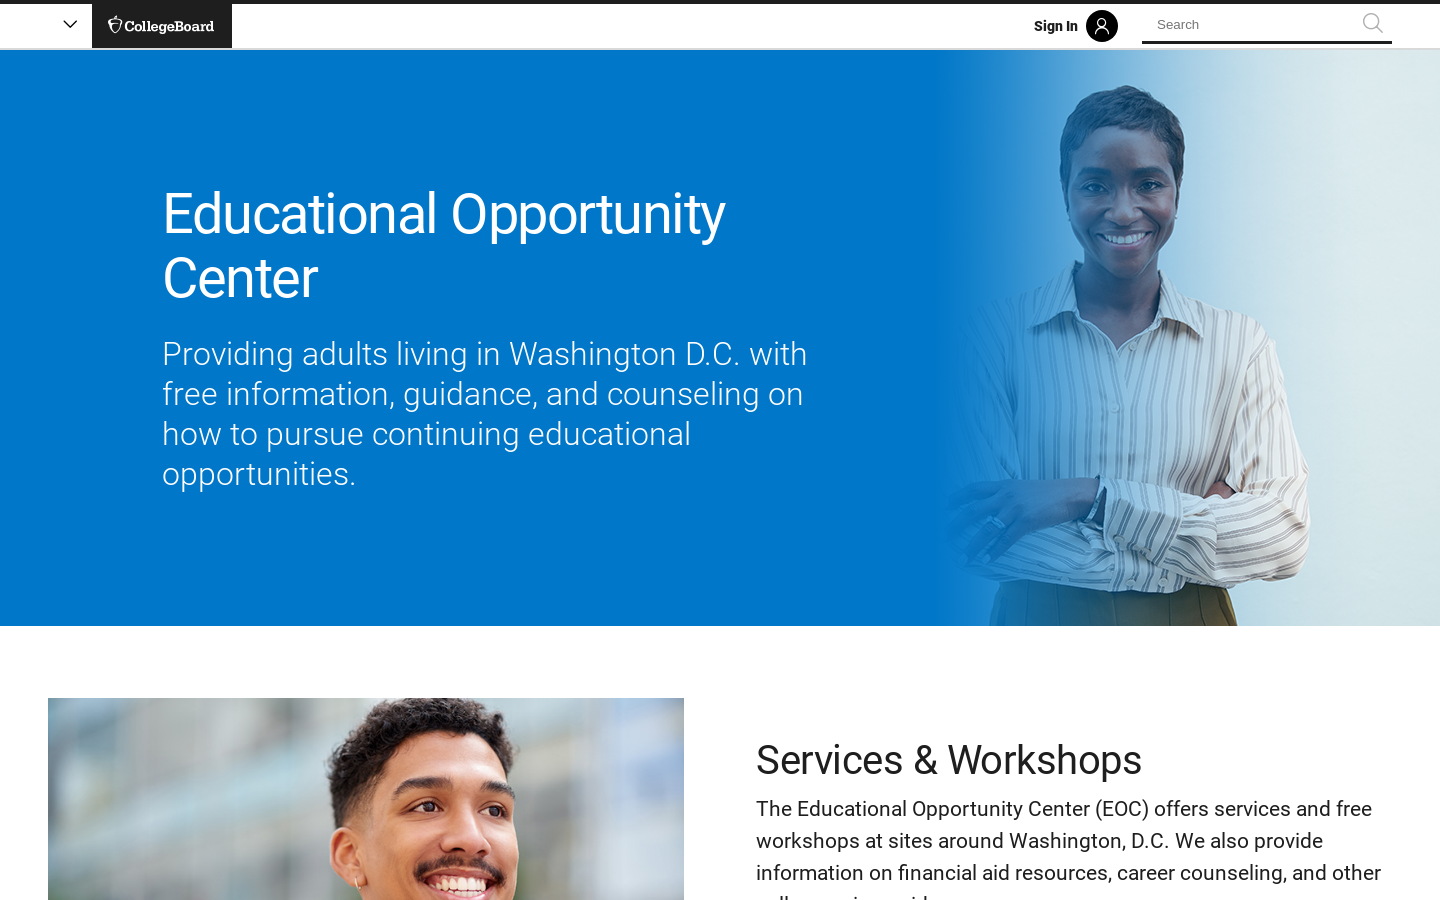 CollegeBoard
Sign In
Search
Educational Opportunity
Center
Providing adults living in Washington D.C. with
free information, guidance, and counseling on
how to pursue continuing educational
opportunities.
Services & Workshops
The Educational Opportunity Center (EOC) offers services and free
workshops at sites around Washington, D.C. We also provide
information on financial aid resources, career counseling, and other